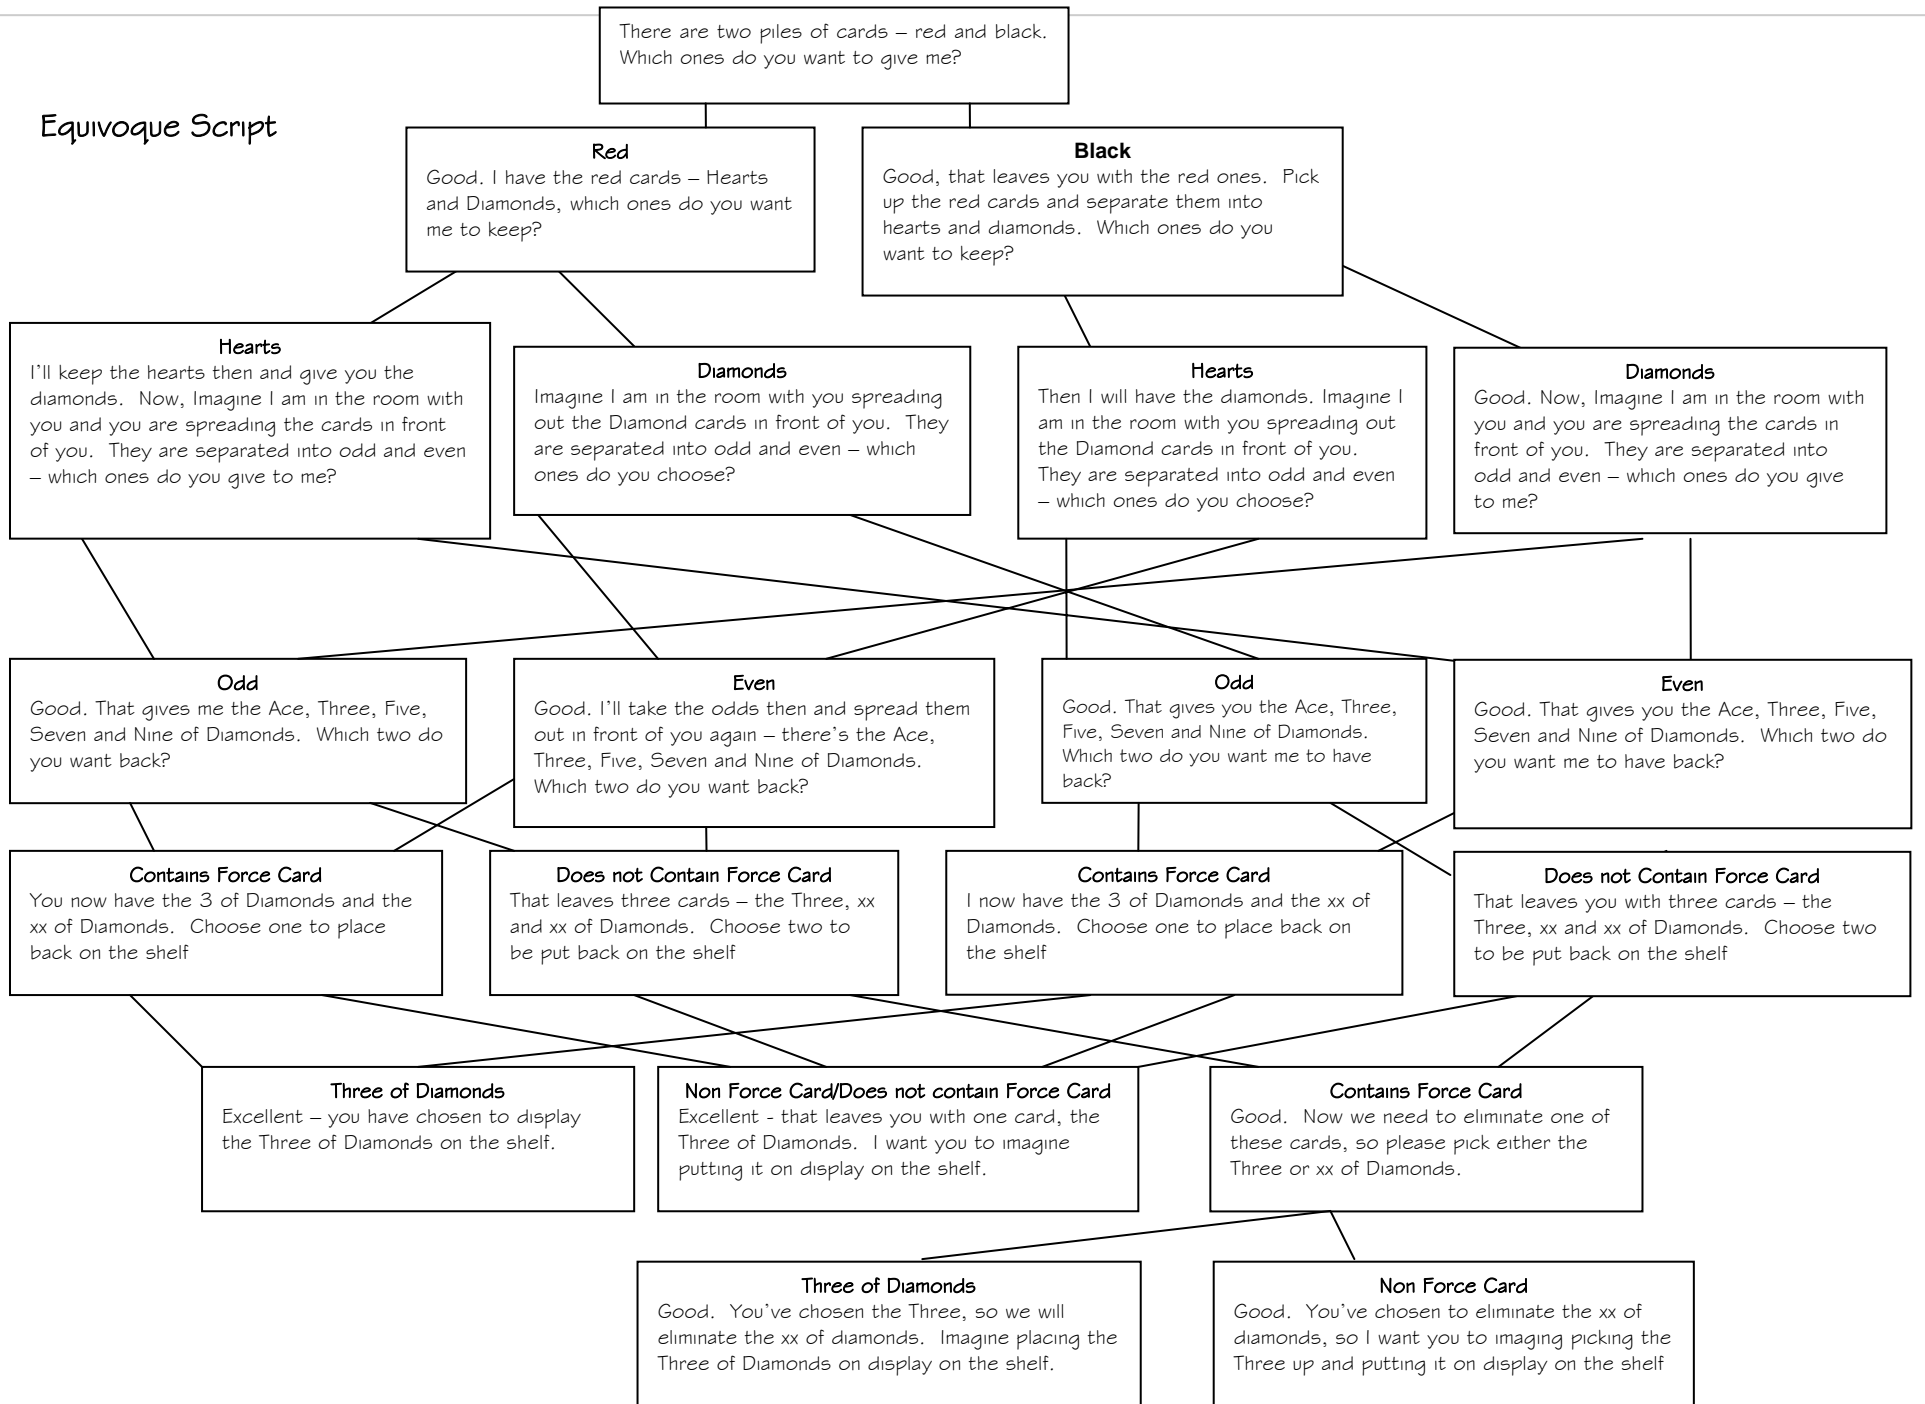 There are two piles of cards – red and black.
Which ones do you want to give me?
Equivoque Script
Red
Good. I have the red cards – Hearts
and Diamonds, which ones do you want
me to keep?
Black
Good, that leaves you with the red ones.  Pick
up the red cards and separate them into
hearts and diamonds.  Which ones do you
want to keep?
Hearts
I'll keep the hearts then and give you the
diamonds.  Now, Imagine I am in the room with
you and you are spreading the cards in front
of you.  They are separated into odd and even
– which ones do you give to me?
Diamonds
Imagine I am in the room with you spreading
out the Diamond cards in front of you.  They
are separated into odd and even – which
ones do you choose?
Hearts
Then I will have the diamonds. Imagine I
am in the room with you spreading out
the Diamond cards in front of you.
They are separated into odd and even
– which ones do you choose?
Diamonds
Good. Now, Imagine I am in the room with
you and you are spreading the cards in
front of you.  They are separated into
odd and even – which ones do you give
to me?
Odd
Good. That gives me the Ace, Three, Five,
Seven and Nine of Diamonds.  Which two do
you want back?
Even
Good. I'll take the odds then and spread them
out in front of you again – there's the Ace,
Three, Five, Seven and Nine of Diamonds.
Which two do you want back?
Odd
Good. That gives you the Ace, Three,
Five, Seven and Nine of Diamonds.
Which two do you want me to have
back?
Even
Good. That gives you the Ace, Three, Five,
Seven and Nine of Diamonds.  Which two do
you want me to have back?
Contains Force Card
You now have the 3 of Diamonds and the
xx of Diamonds.  Choose one to place
back on the shelf
Does not Contain Force Card
That leaves three cards – the Three, xx
and xx of Diamonds.  Choose two to
be put back on the shelf
Contains Force Card
I now have the 3 of Diamonds and the xx of
Diamonds.  Choose one to place back on
the shelf
Does not Contain Force Card
That leaves you with three cards – the
Three, xx and xx of Diamonds.  Choose two
to be put back on the shelf
Three of Diamonds
Excellent – you have chosen to display
the Three of Diamonds on the shelf.
Non Force Card/Does not contain Force Card
Excellent - that leaves you with one card, the
Three of Diamonds.  I want you to imagine
putting it on display on the shelf.
Contains Force Card
Good.  Now we need to eliminate one of
these cards, so please pick either the
Three or xx of Diamonds.
Three of Diamonds
Good.  You've chosen the Three, so we will
eliminate the xx of diamonds.  Imagine placing the
Three of Diamonds on display on the shelf.
Non Force Card
Good.  You've chosen to eliminate the xx of
diamonds, so I want you to imaging picking the
Three up and putting it on display on the shelf